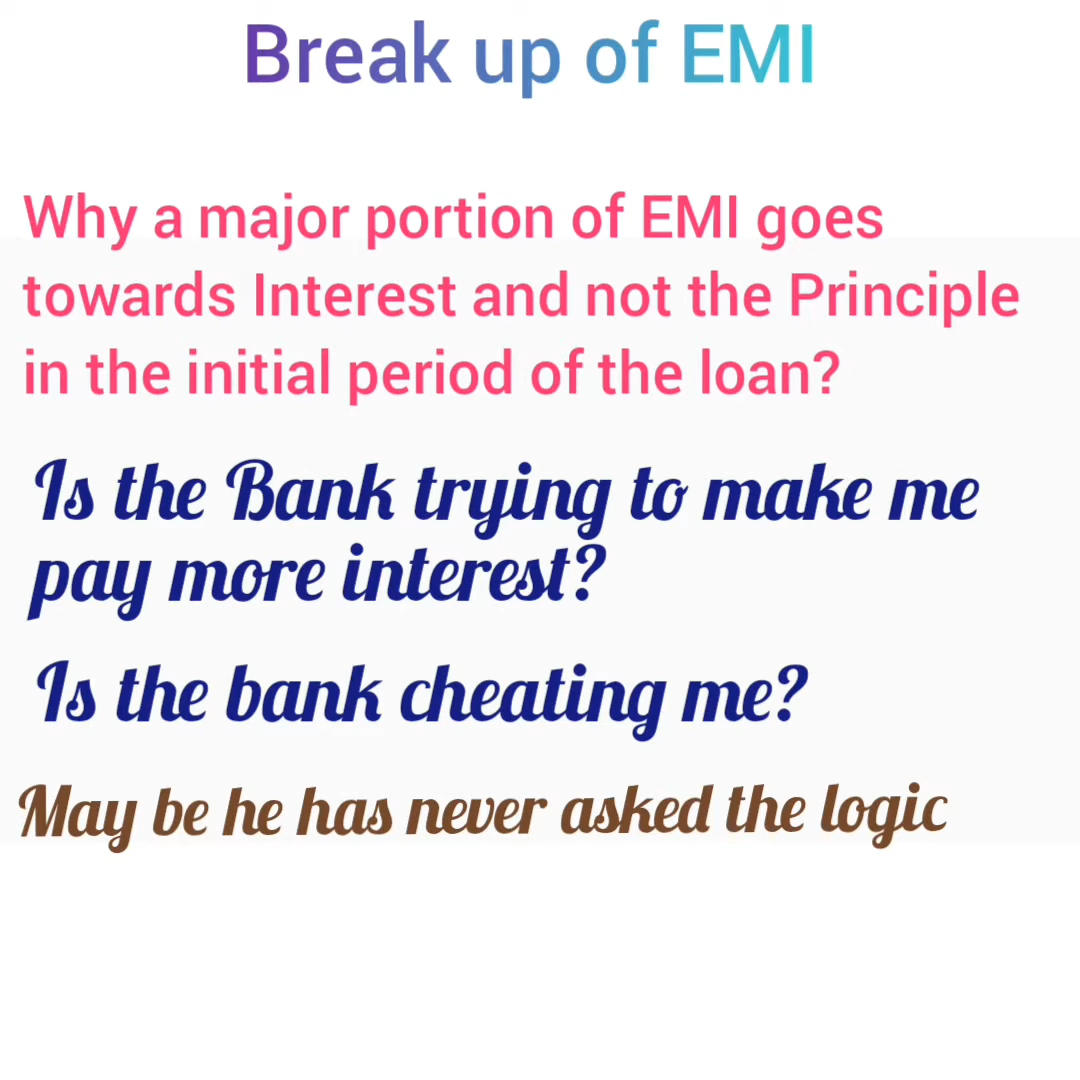 Break up of EMI
Why a major portion of EMI goes
towards Interest and not the Principle
in the initial period of the loan?
Is the Bank trying to make me
pay more interest?
Is the bank cheating me?
May be he has never asked the logic